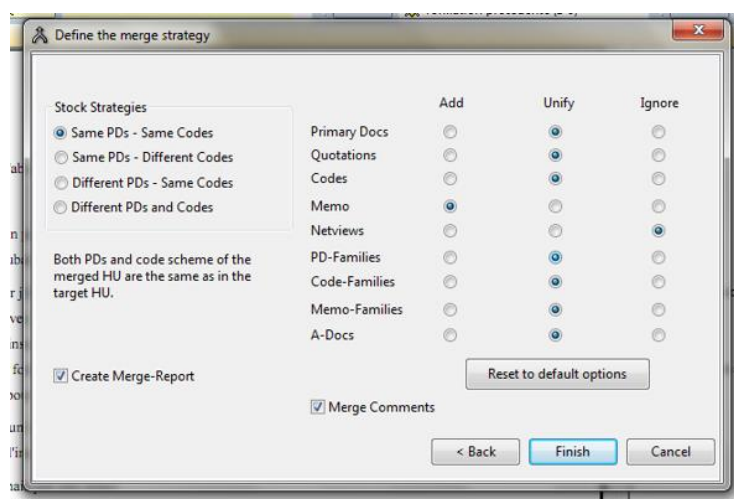 Define the merge strategy
Stock Strategies
Same PDs - Same Codes
Same PDs - Different Codes
Different PDs - Same Codes
Different PDs and Codes
Both PDs and code scheme of the
merged HU are the same as in the
target HU.
Create Merge-Report
Add Unify Ignore
Primary Docs
Quotations
Codes
Memo
Netviews
PD-Families
Code-Families
Memo-Families
A-Docs
Reset to default options
Merge Comments
< Back Finish Cancel